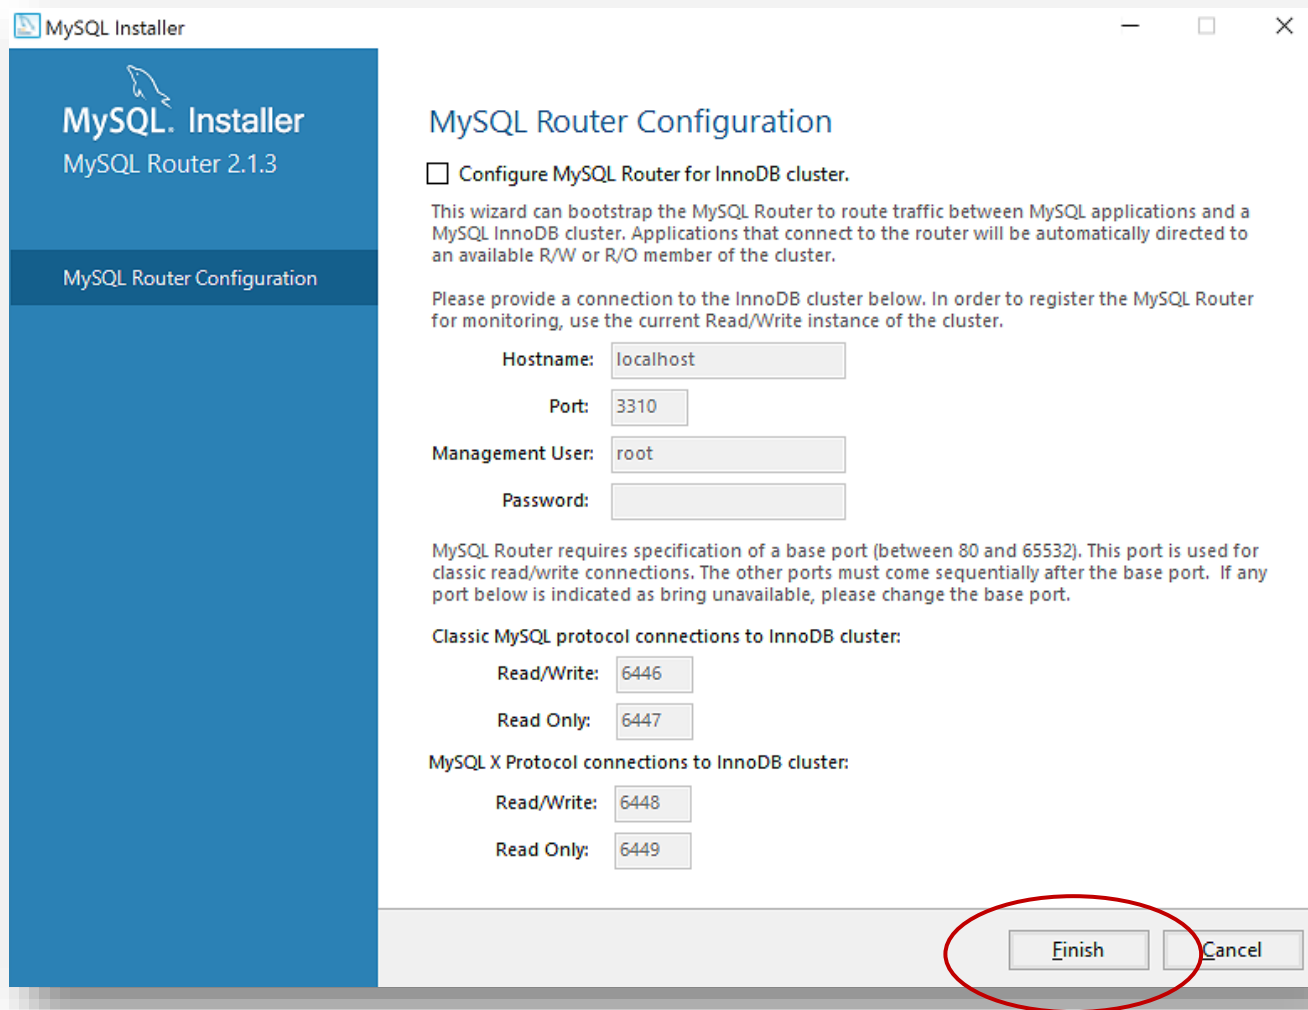 MySQL Installer
MySQL. Installer
MySQL Router 2.1.3
MySQL Router Configuration
MySQL Router Configuration
Configure MySQL Router for InnoDB cluster.
This wizard can bootstrap the MySQL Router to route traffic between MySQL applications and a
MySQL InnoDB cluster. Applications that connect to the router will be automatically directed to
an available R/W or R/O member of the cluster.
Please provide a connection to the InnoDB cluster below. In order to register the MySQL Router
for monitoring, use the current Read/Write instance of the cluster.
Hostname: localhost
Port: 3310
Management User: root
Password:
MySQL Router requires specification of a base port (between 80 and 65532). This port is used for
classic read/write connections. The other ports must come sequentially after the base port.  If any
port below is indicated as bring unavailable, please change the base port.
Classic MySQL protocol connections to InnoDB cluster:
Read/Write: 6446
Read Only: 6447
MySQL X Protocol connections to InnoDB cluster:
Read/Write: 6448
Read Only: 6449
Finish Cancel